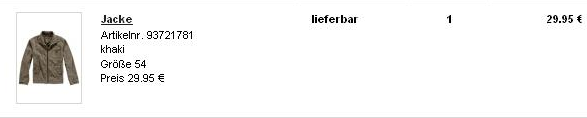 Jacke lieferbar 1 29.95 €
Artikelnr. 93721781
khaki
Größe 54
Preis 29.95 €